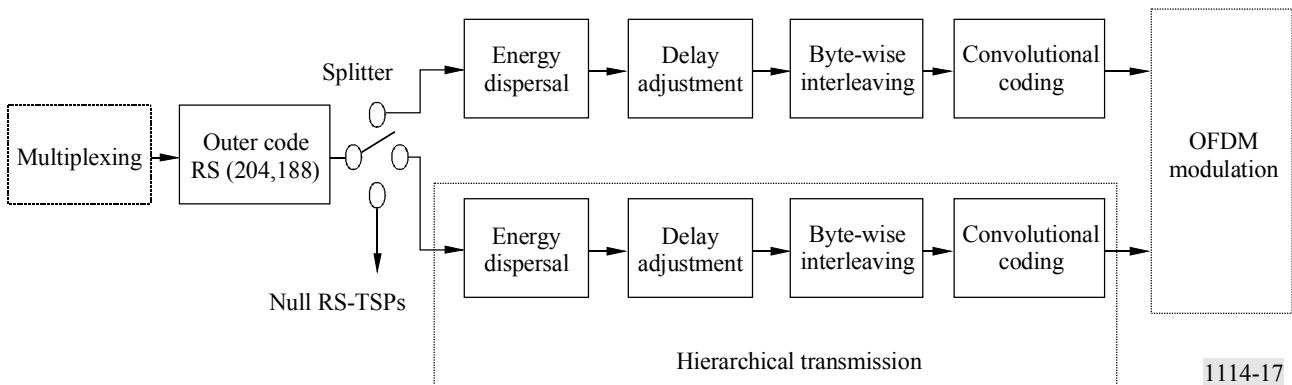 Splitter
Energy
dispersal
Delay
adjustment
Byte-wise
interleaving
Convolutional
coding
Multiplexing
Outer code
RS (204,188)
OFDM
modulation
Energy
dispersal
Delay
adjustment
Byte-wise
interleaving
Convolutional
coding
Null RS-TSPs
Hierarchical transmission
1114-17